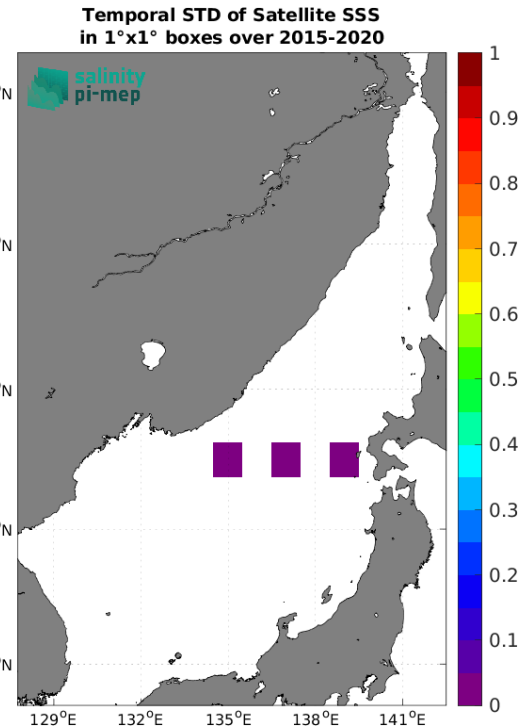 Temporal STD of Satellite SSS
in 1°x1° boxes over 2015-2020
salinity
pi-mep
1
0.9
0.8
0.7
0.6
0.5
0.4
0.3
0.2
0.1
0
N
N
N
N
N
129°E 132°E 135°E 138°E 141°E